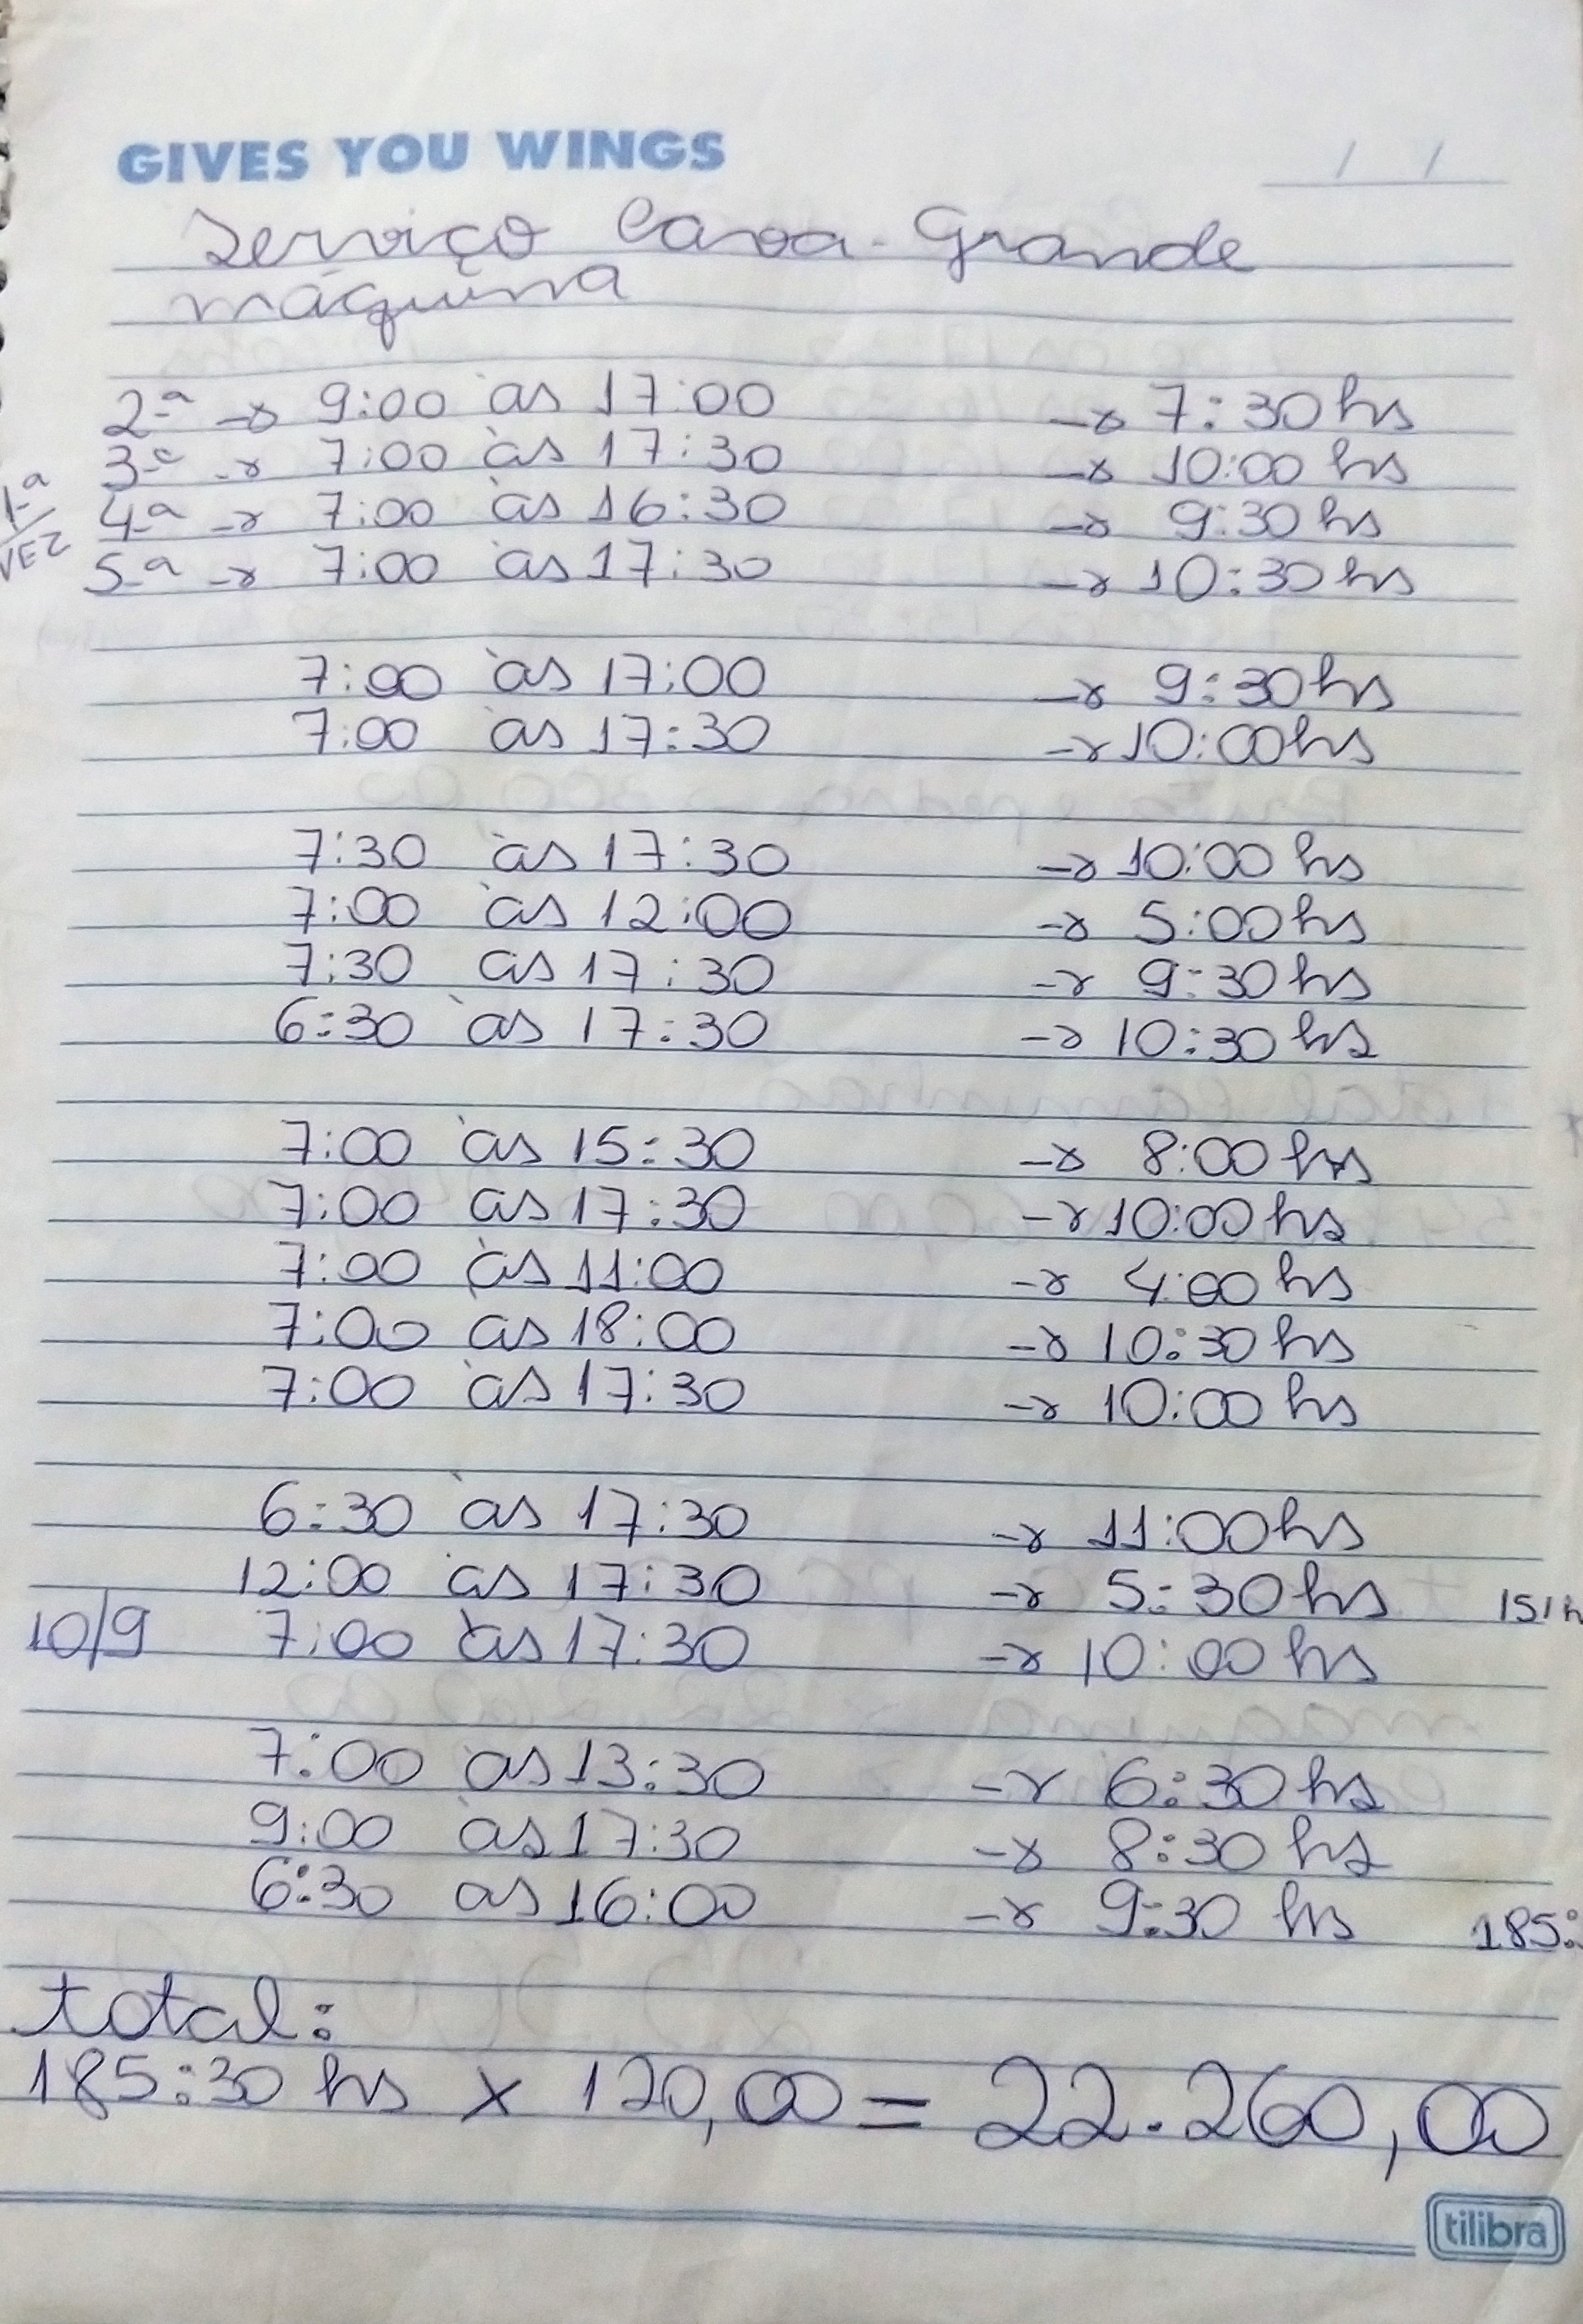 GIVES YOU WINGS
/ /
Serviço Cava-Grande
máquina
2-ª → 9:00 às 17:00 → 7:30 hs
3-ª → 7:00 às 17:30 → 10:00 hs
1-ª VEZ
4-ª → 7:00 às 16:30 → 9:30 hs
5-ª → 7:00 às 17:30 → 10:30 hs
7:00 às 17:00 → 9:30 hs
7:00 às 17:30 → 10:00 hs
7:30 às 17:30 → 10:00 hs
7:00 às 12:00 → 5:00 hs
7:30 às 17:30 → 9:30 hs
6:30 às 17:30 → 10:30 hs
7:00 às 15:30 → 8:00 hs
7:00 às 17:30 → 10:00 hs
7:00 às 11:00 → 4:00 hs
7:00 as 18:00 → 10:30 hs
7:00 às 17:30 → 10:00 hs
6:30 às 17:30 → 11:00 hs
12:00 às 17:30 → 5:30 hs 151h
10/9 7:00 às 17:30 → 10:00 hs
7:00 as 13:30 → 6:30 hs
9:00 às 17:30 → 8:30 hs
6:30 as 16:00 → 9:30 hs 185:
total:
185:30 hs x 120,00 = 22.260,00
tilibra